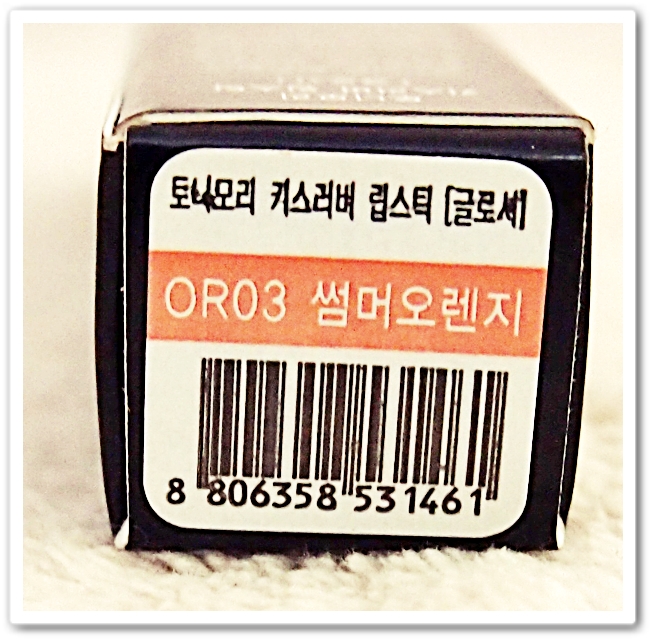 토니모리 키스러버 립스틱 [글로시]
OR03 썸머오렌지
8 806358 531461